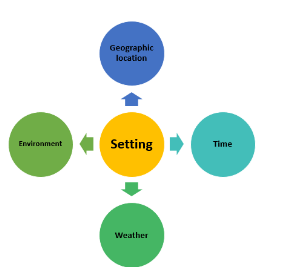 Geographic
location
Environment
Setting
Time
Weather